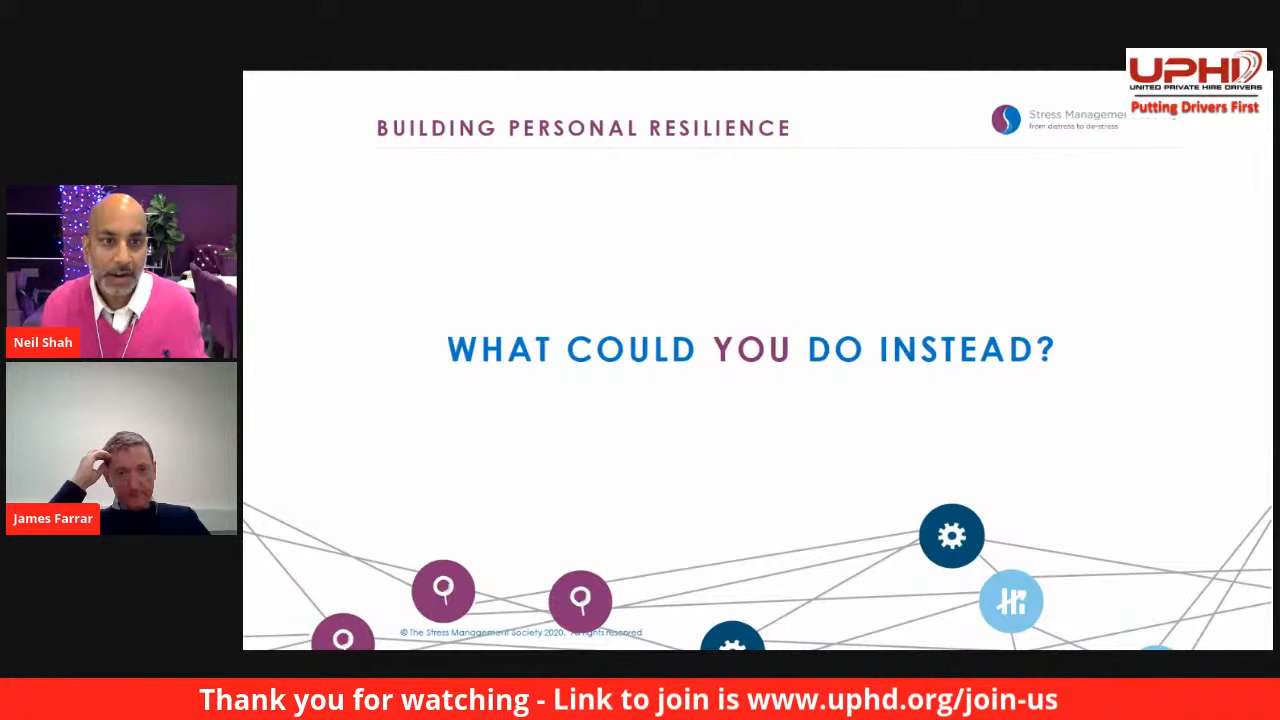 UPHD
UNITED PRIVATE HIRE DRIVERS
Putting Drivers First
BUILDING PERSONAL RESILIENCE
Stress
from distress to de-stress
Neil Shah
WHAT COULD YOU DO INSTEAD?
James Farrar
© The Stress Management Society 2020. All rights reserved
Thank you for watching - Link to join is www.uphd.org/join-us